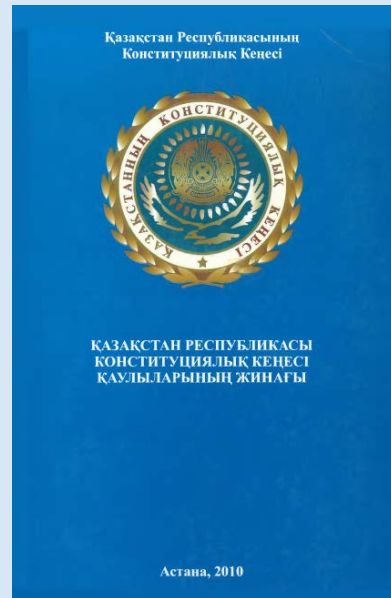 Қазақстан Республикасының
Конституциялық Кеңесі
ҚАЗАҚСТАННЫҢ КОНСТИТУЦИЯЛЫҚ КЕҢЕСІ
ҚАЗАҚСТАН РЕСПУБЛИКАСЫ
КОНСТИТУЦИЯЛЫҚ КЕҢЕСІ
ҚАУЛЫЛАРЫНЫҢ ЖИНАҒЫ
Астана, 2010